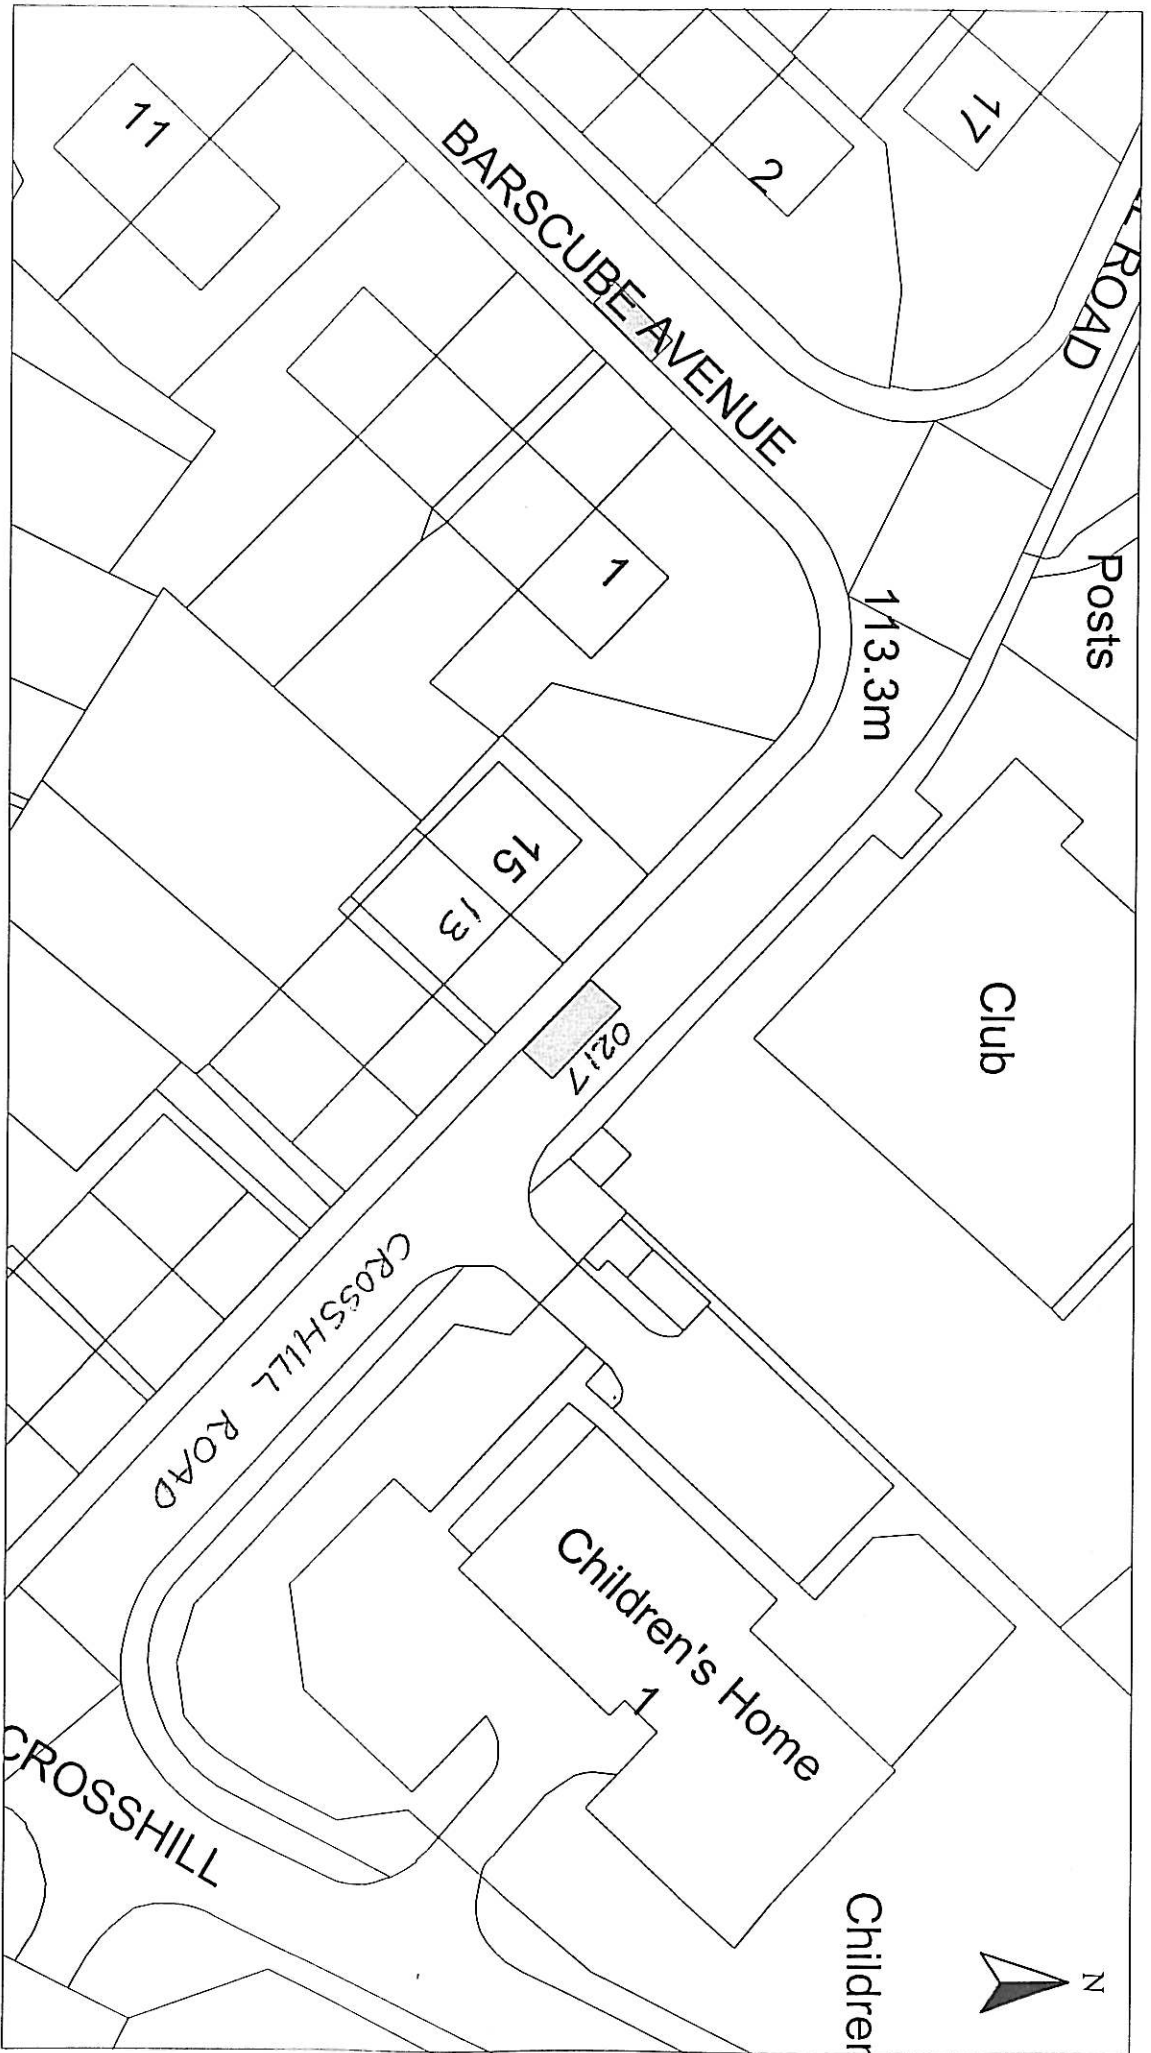 L ROAD
Posts
17
2
11
BARSCUBE AVENUE
113.3m
1
Club
15
13
0217
CROSSHILL ROAD
Children's Home
1
CROSSHILL
Children
N